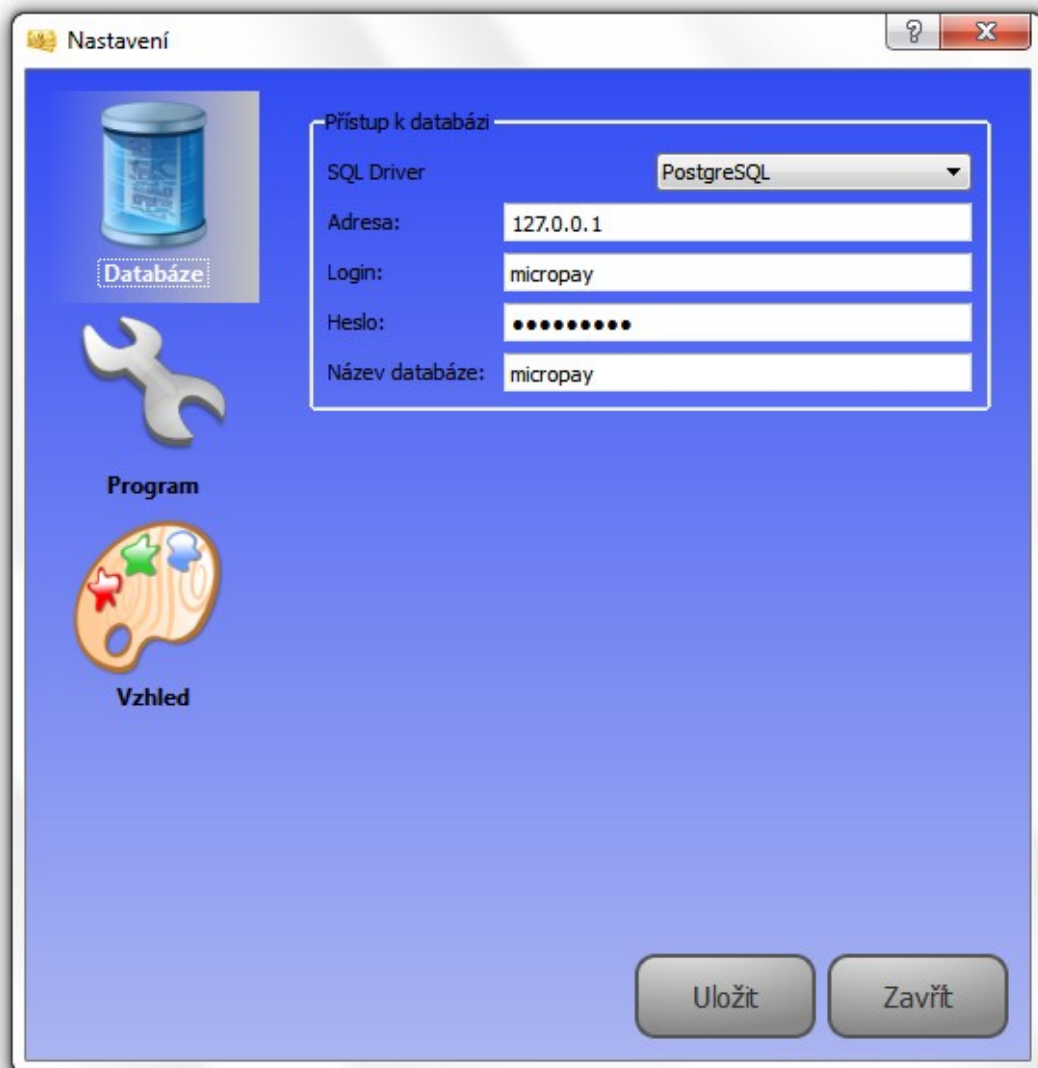 Nastavení
Databáze
Program
Vzhled
Přístup k databázi
SQL Driver PostgreSQL
Adresa: 127.0.0.1
Login: micropay
Heslo: ●●●●●●●●●
Název databáze: micropay
Uložit
Zavřít